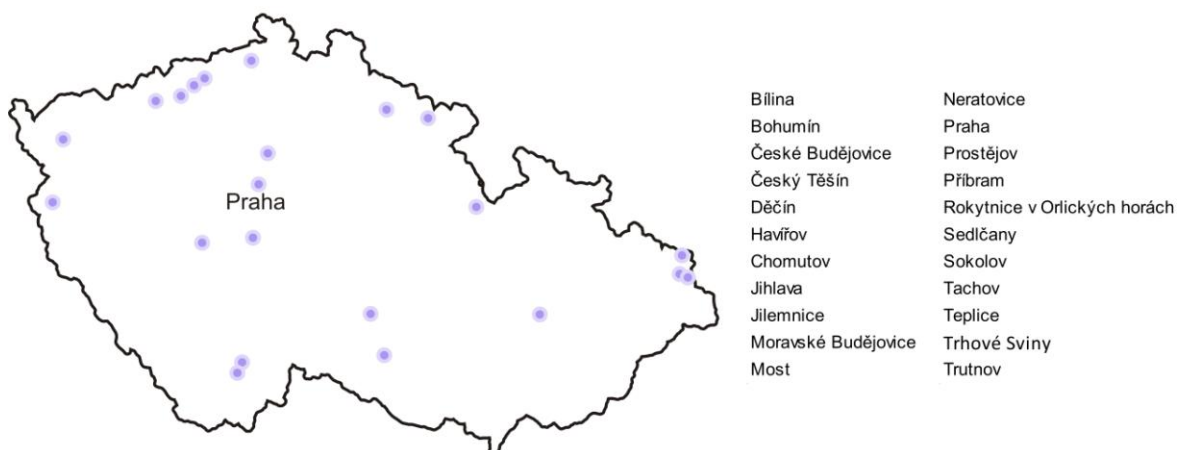 Praha
Bílina
Bohumín
České Budějovice
Český Těšín
Děčín
Havířov
Chomutov
Jihlava
Jilemnice
Moravské Budějovice
Most
Neratovice
Praha
Prostějov
Příbram
Rokytnice v Orlických horách
Sedlčany
Sokolov
Tachov
Teplice
Trhové Sviny
Trutnov